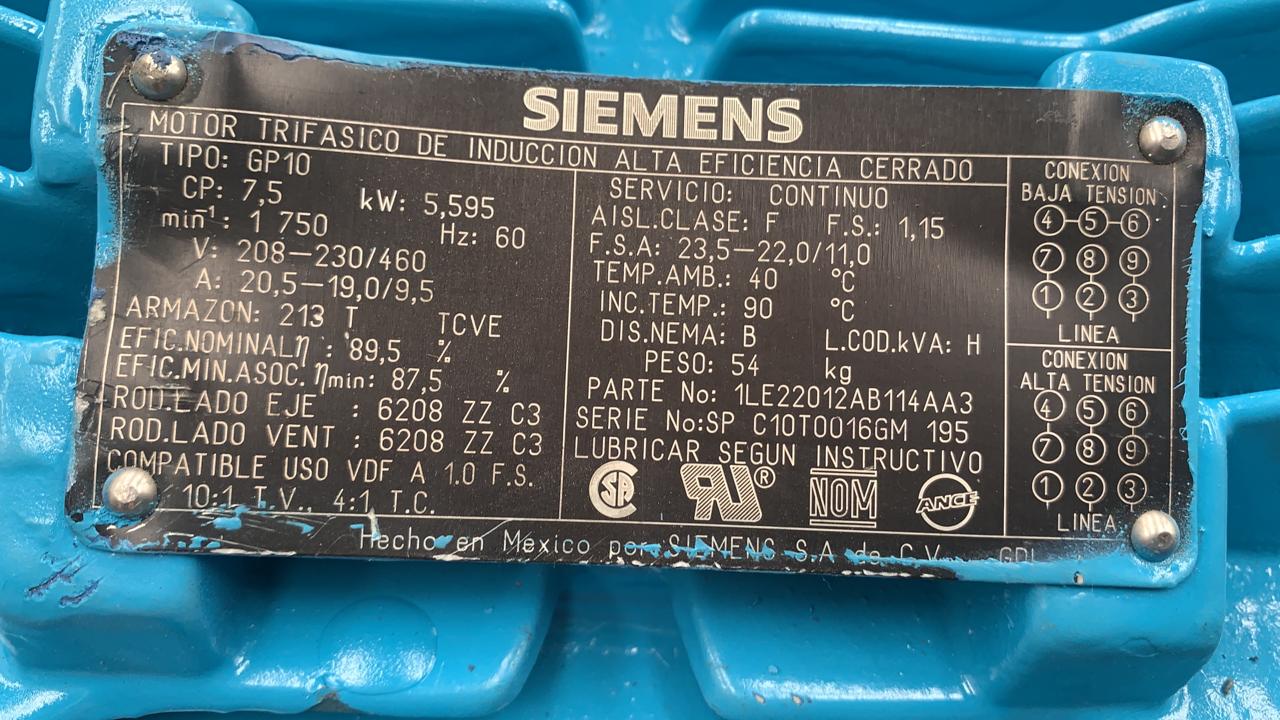 SIEMENS
MOTOR TRIFASICO DE INDUCCION ALTA EFICIENCIA CERRADO
TIPO: GP10
CP: 7,5 kW: 5,595
min⁻¹: 1 750 Hz: 60
V: 208-230/460
A: 20,5-19,0/9,5
ARMAZON: 213 T TCVE
EFIC.NOMINALη : 89,5 %
EFIC.MIN.ASOC. ηmin: 87,5 %
ROD.LADO EJE : 6208 ZZ C3
ROD.LADO VENT : 6208 ZZ C3
COMPATIBLE USO VDF A 1.0 F.S.
10:1 T.V., 4:1 T.C.
SERVICIO: CONTINUO
AISL.CLASE: F F.S.: 1,15
F.S.A: 23,5-22,0/11,0
TEMP.AMB.: 40 °C
INC.TEMP.: 90 °C
DIS.NEMA: B L.COD.kVA: H
PESO: 54 kg
PARTE No: 1LE22012AB114AA3
SERIE No:SP C10T0016GM 195
LUBRICAR SEGUN INSTRUCTIVO
SA RU® NOM ANCE
CONEXION
BAJA TENSION
4-5-6
7 8 9
1 2 3
LINEA
CONEXION
ALTA TENSION
4 5 6
7 8 9
1 2 3
LINEA
Hecho en México por SIEMENS S.A. de C.V. GDL